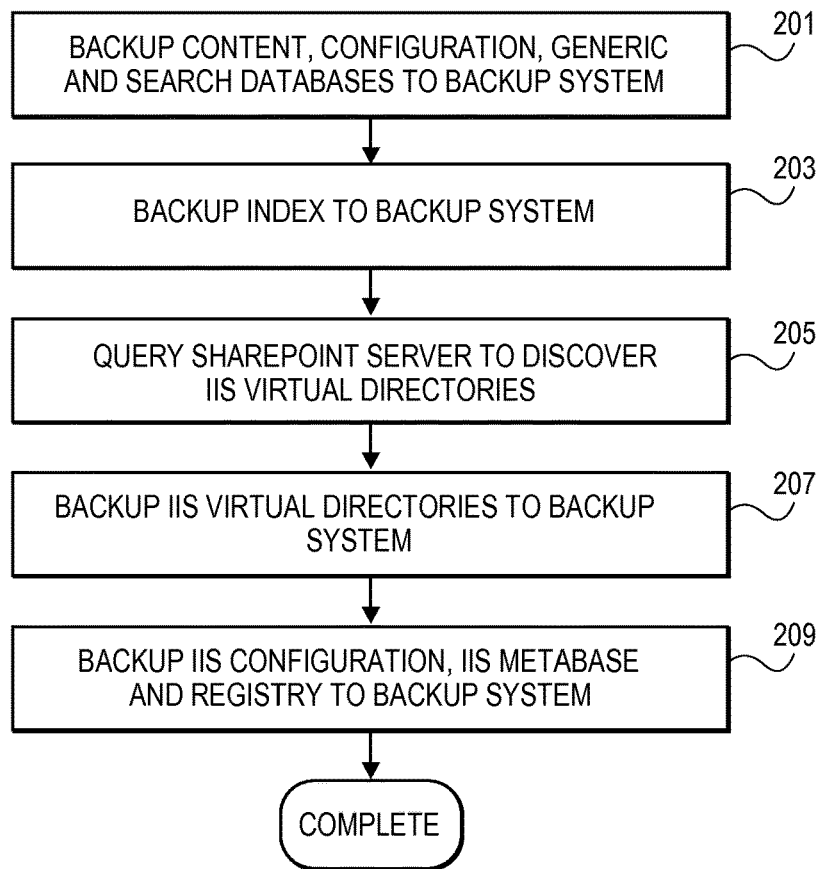 BACKUP CONTENT, CONFIGURATION, GENERIC
AND SEARCH DATABASES TO BACKUP SYSTEM
201
BACKUP INDEX TO BACKUP SYSTEM
203
QUERY SHAREPOINT SERVER TO DISCOVER
IIS VIRTUAL DIRECTORIES
205
BACKUP IIS VIRTUAL DIRECTORIES TO BACKUP
SYSTEM
207
BACKUP IIS CONFIGURATION, IIS METABASE
AND REGISTRY TO BACKUP SYSTEM
209
COMPLETE